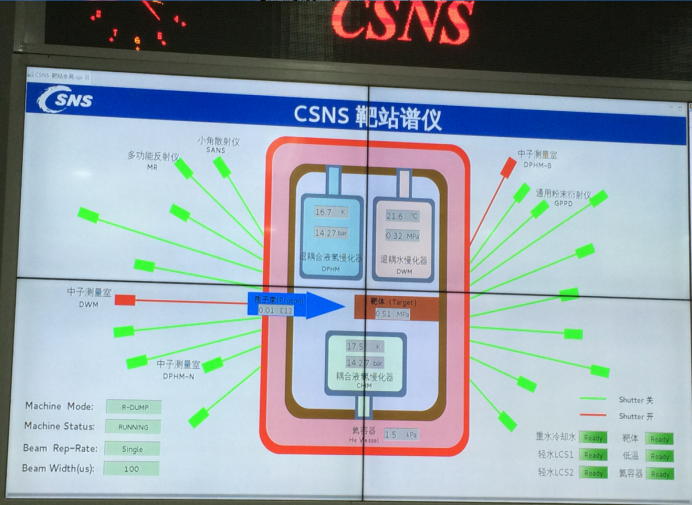 CSNS
CSNS
CSNS 靶站谱仪
小角散射仪
SANS
多功能反射仪
MR
中子测量室
DPHM-B
通用粉末衍射仪
GPPD
16.7 K
14.27 bar
退耦合液氢慢化器
DPHM
21.6 ℃
0.32 MPa
退耦水慢化器
DWM
中子测量室
DWM
质子束(Proton)
0.01 E12
靶体 (Target)
0.51 MPa
中子测量室
DPHM-N
17.5 K
14.27 bar
耦合液氢慢化器
CHM
氦容器
He Vessel
1.5 kPa
Machine Mode: R-DUMP
Machine Status: RUNNING
Beam Rep-Rate: Single
Beam Width(us): 100
Shutter 关
Shutter 开
重水冷却水 Ready 靶体 Ready
轻水LCS1 Ready 低温 Ready
轻水LCS2 Ready 氦容器 Ready